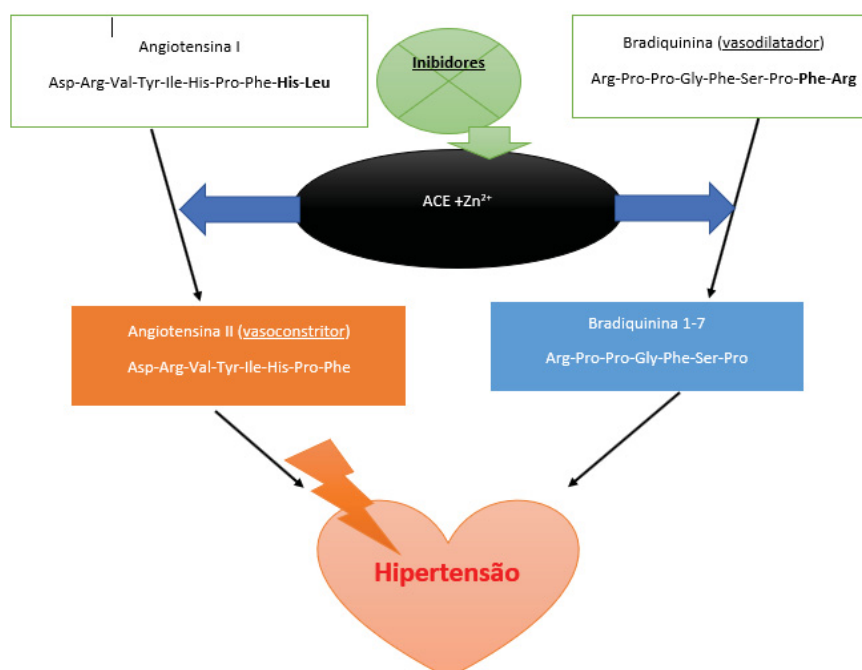 Angiotensina I
Asp-Arg-Val-Tyr-Ile-His-Pro-Phe-His-Leu
Inibidores
Bradiquinina (vasodilatador)
Arg-Pro-Pro-Gly-Phe-Ser-Pro-Phe-Arg
ACE +Zn²⁺
Angiotensina II (vasoconstritor)
Asp-Arg-Val-Tyr-Ile-His-Pro-Phe
Bradiquinina 1-7
Arg-Pro-Pro-Gly-Phe-Ser-Pro
Hipertensão